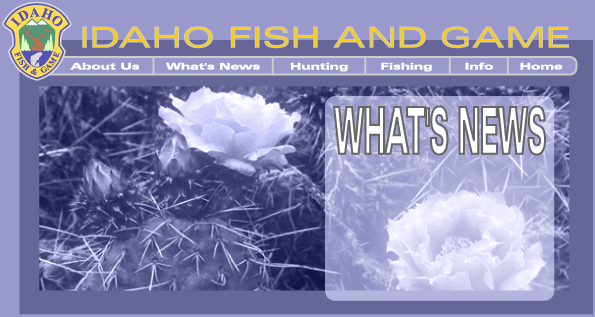 IDAHO
FISH & GAME
IDAHO FISH AND GAME
About Us
What's News
Hunting
Fishing
Info
Home
WHAT'S NEWS